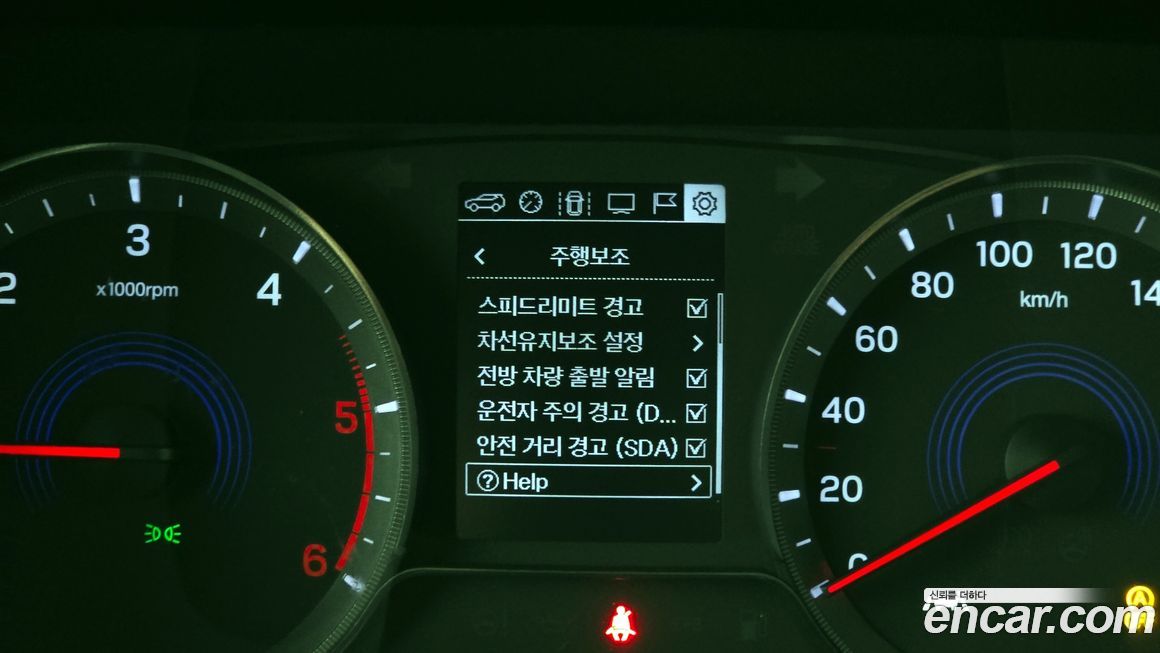 2
3
4
5
6
x1000rpm
주행보조
스피드리미트 경고
차선유지보조 설정
전방 차량 출발 알림
운전자 주의 경고 (D...
안전 거리 경고 (SDA)
Help
0
20
40
60
80
100
120
14
km/h
신뢰를 더하다
encar.com